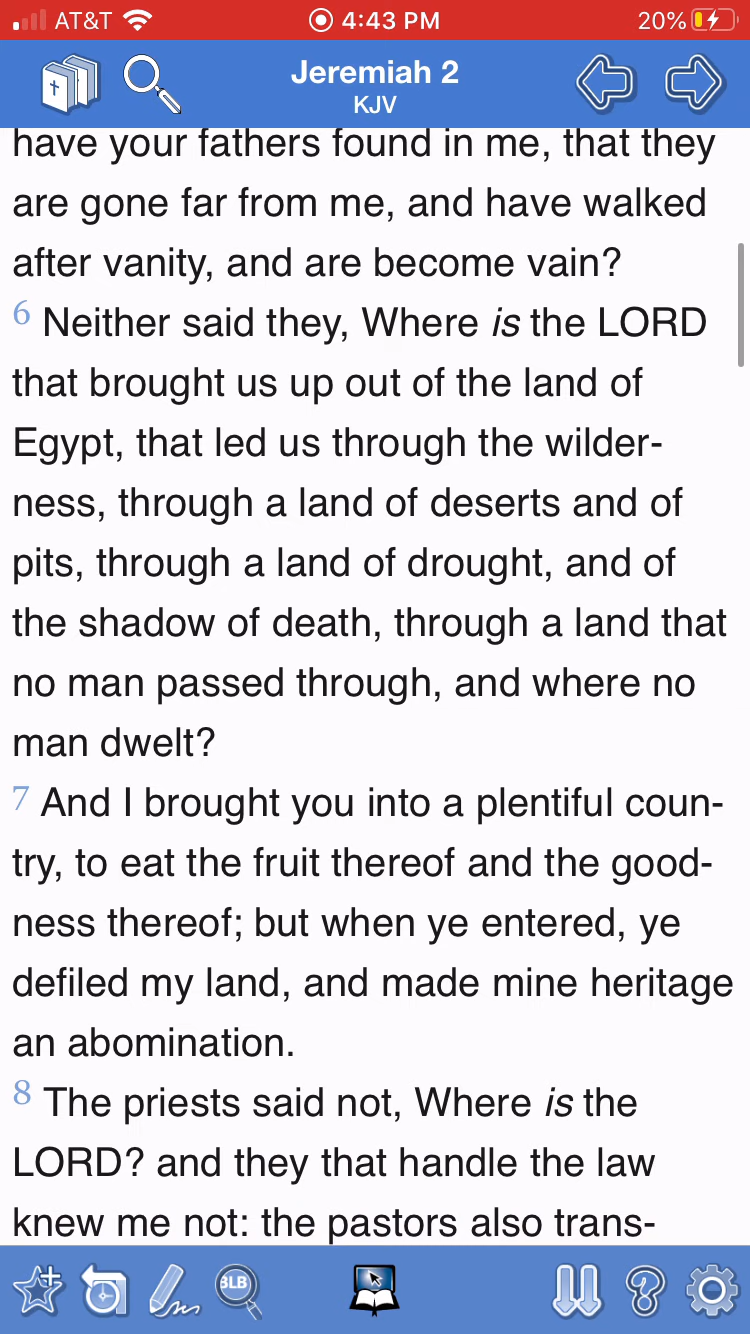 AT&T 4:43 PM 20%
Jeremiah 2
KJV
have your fathers found in me, that they
are gone far from me, and have walked
after vanity, and are become vain?
6 Neither said they, Where is the LORD
that brought us up out of the land of
Egypt, that led us through the wilder-
ness, through a land of deserts and of
pits, through a land of drought, and of
the shadow of death, through a land that
no man passed through, and where no
man dwelt?
7 And I brought you into a plentiful coun-
try, to eat the fruit thereof and the good-
ness thereof; but when ye entered, ye
defiled my land, and made mine heritage
an abomination.
8 The priests said not, Where is the
LORD? and they that handle the law
knew me not: the pastors also trans-
BLB